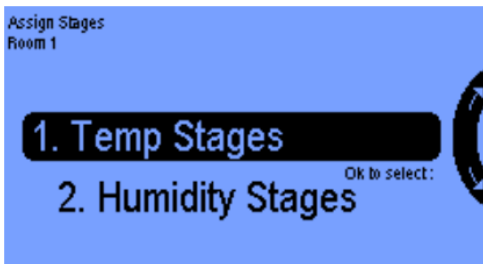 Assign Stages
Room 1
1. Temp Stages
Ok to select:
2. Humidity Stages